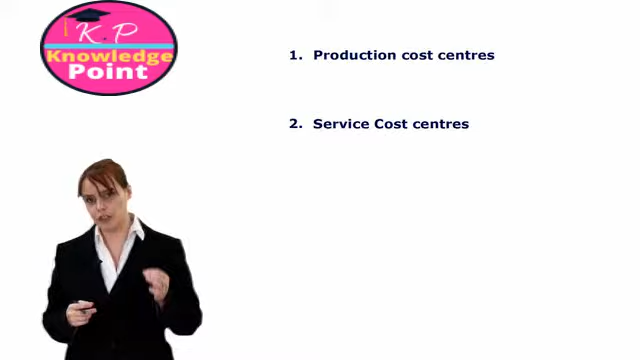 K.P
Knowledge
Point
1. Production cost centres
2. Service Cost centres